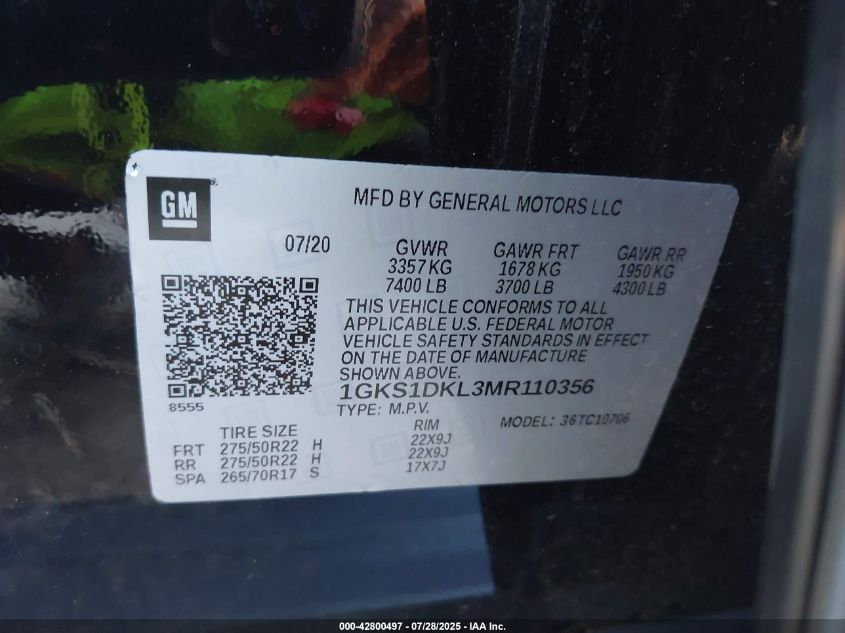 GM
MFD BY GENERAL MOTORS LLC
07/20
GVWR GAWR FRT GAWR RR
3357 KG 1678 KG 1950 KG
7400 LB 3700 LB 4300 LB
THIS VEHICLE CONFORMS TO ALL
APPLICABLE U.S. FEDERAL MOTOR
VEHICLE SAFETY STANDARDS IN EFFECT
ON THE DATE OF MANUFACTURE
SHOWN ABOVE.
1GKS1DKL3MR110356
8555
TYPE: M.P.V. MODEL: 36TC10706
TIRE SIZE RIM
FRT 275/50R22 H 22X9J
RR 275/50R22 H 22X9J
SPA 265/70R17 S 17X7J
000-42800497 - 07/28/2025 - IAA Inc.